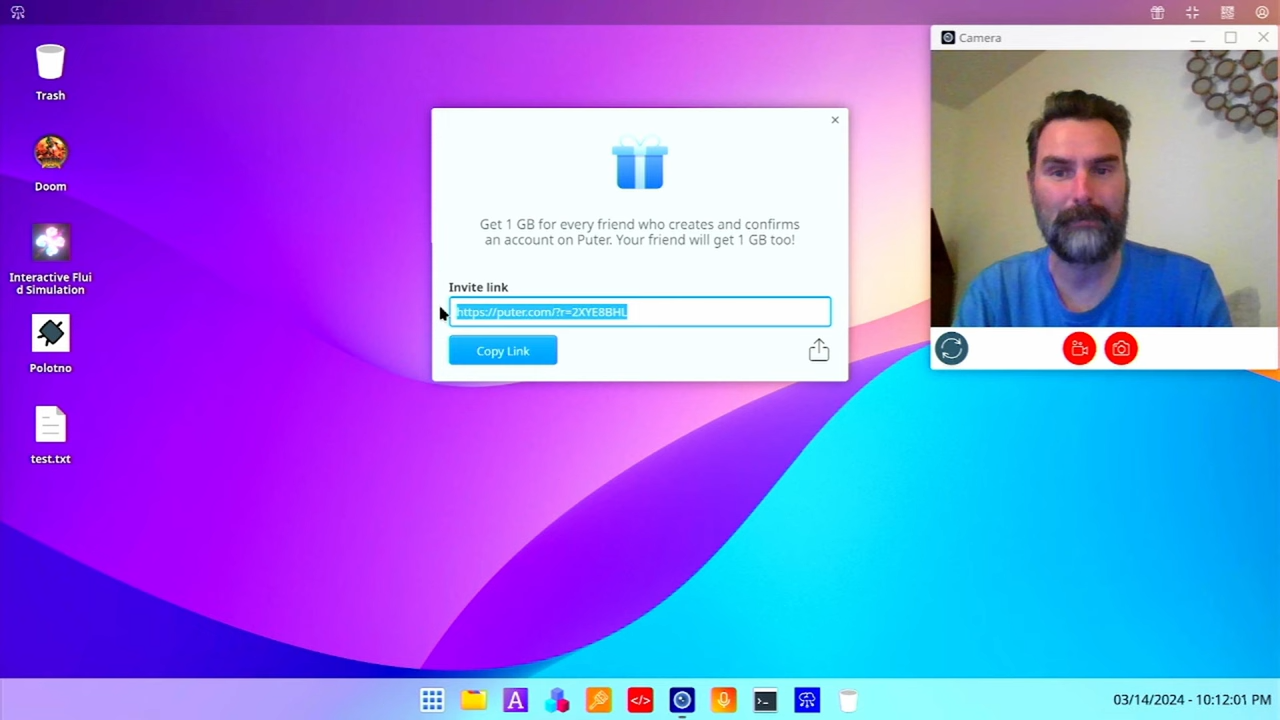 Camera
Trash
Doom
Interactive Flui
d Simulation
Polotno
test.txt
Get 1 GB for every friend who creates and confirms
an account on Puter. Your friend will get 1 GB too!
Invite link
https://puter.com/?r=2XYE8BHL
Copy Link
A
</>
>_
03/14/2024 - 10:12:01 PM